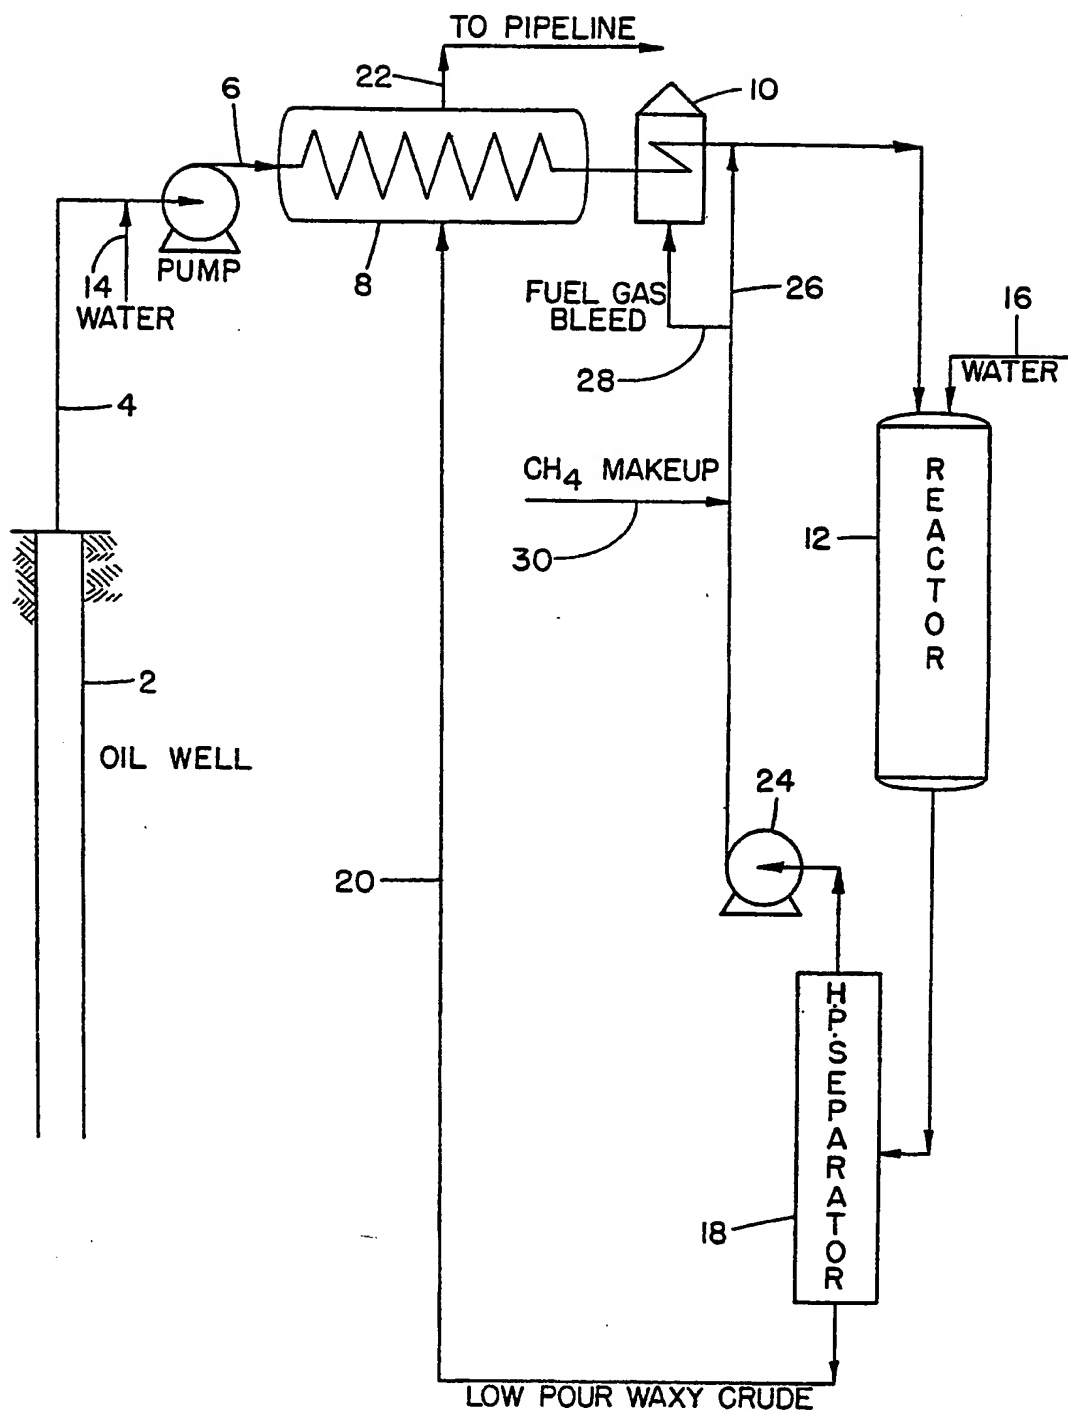 TO PIPELINE
22
6
10
14
WATER
PUMP
8
FUEL GAS
BLEED
26
28
16
WATER
4
CH4 MAKEUP
30
12
REACTOR
2
OIL WELL
24
20
H.P. SEPARATOR
18
LOW POUR WAXY CRUDE